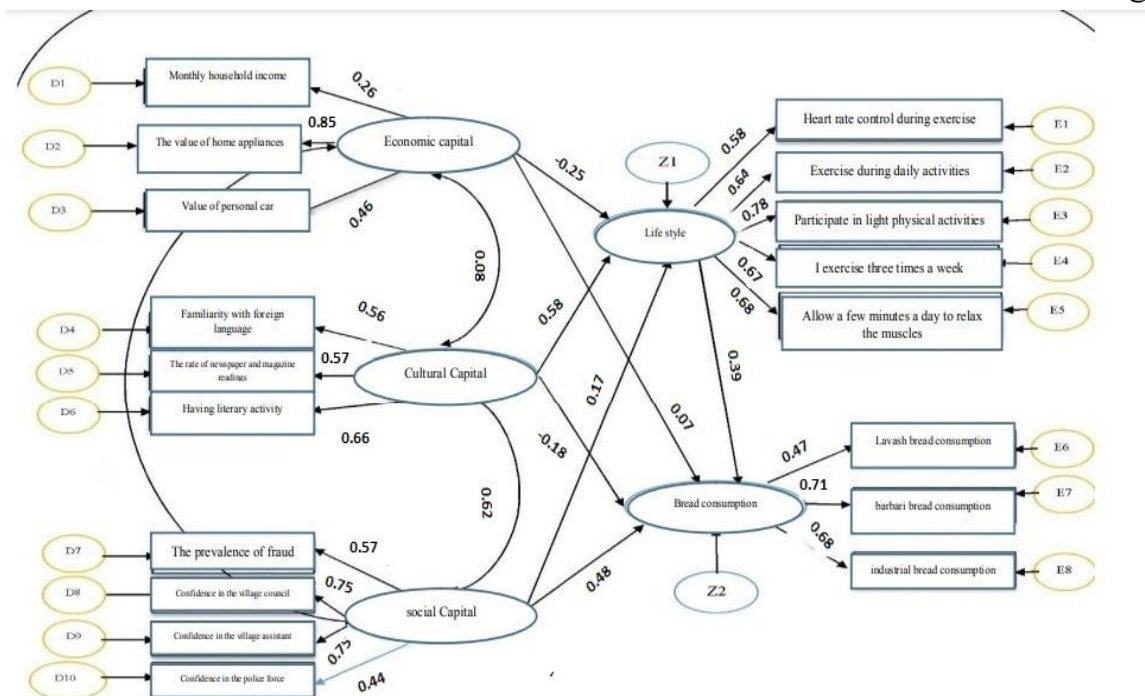 D1
Monthly household income
0.26
D2
The value of home appliances
0.85
Economic capital
D3
Value of personal car
0.46
-0.25
Z1
0.58
Heart rate control during exercise
E1
0.64
Exercise during daily activities
E2
Life style
0.78
Participate in light physical activities
E3
0.67
I exercise three times a week
E4
0.68
Allow a few minutes a day to relax
the muscles
E5
0.08
D4
Familiarity with foreign
language
0.56
D5
The rate of newspaper and magazine
readings
0.57
Cultural Capital
D6
Having literary activity
0.66
0.58
0.17
0.39
0.07
-0.18
0.62
Bread consumption
0.47
Lavash bread consumption
E6
0.71
barbari bread consumption
E7
0.68
industrial bread consumption
E8
Z2
0.48
D7
The prevalence of fraud
0.57
D8
Confidence in the village council
0.75
social Capital
D9
Confidence in the village assistant
0.75
D10
Confidence in the police force
0.44